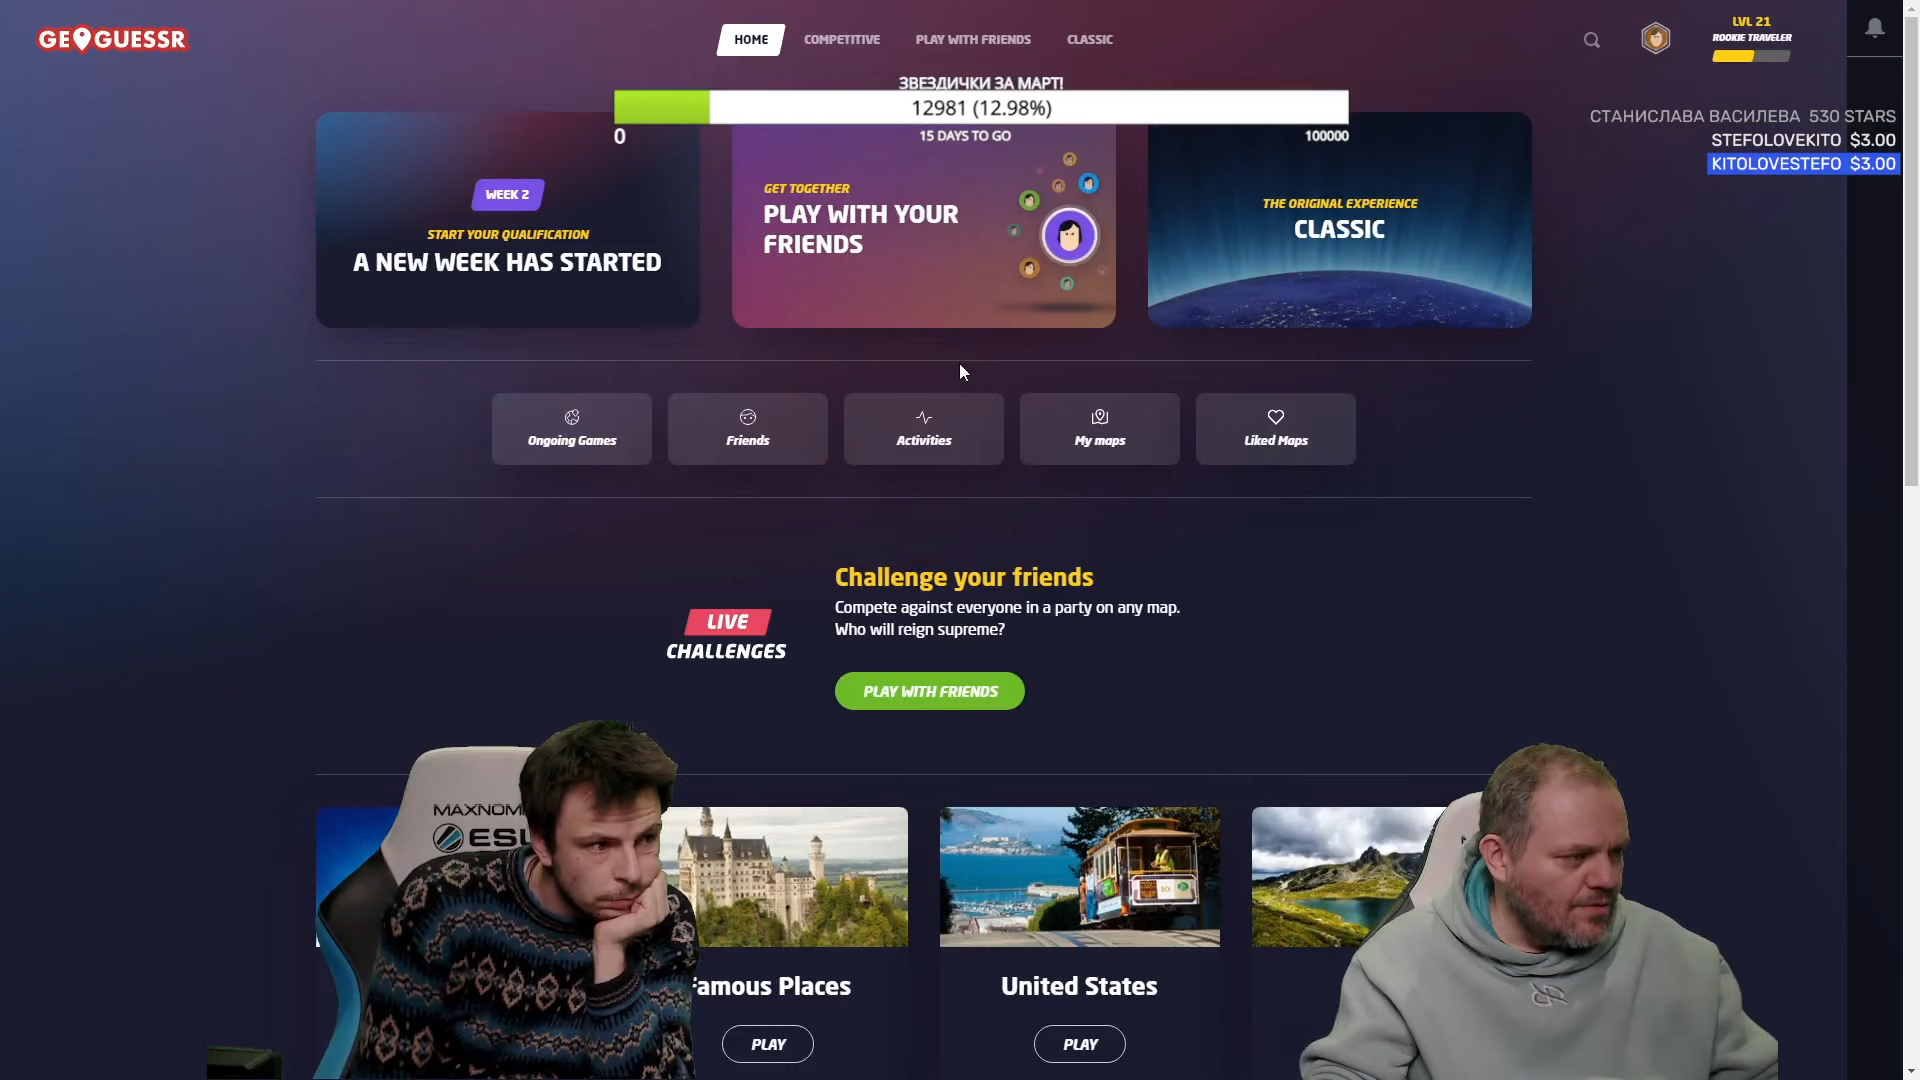 GEOGUESSR
HOME
COMPETITIVE
PLAY WITH FRIENDS
CLASSIC
LVL 21
ROOKIE TRAVELER
ЗВЕЗДИЧКИ ЗА МАРТ!
12981 (12.98%)
0
15 DAYS TO GO
100000
СТАНИСЛАВА ВАСИЛЕВА 530 STARS
STEFOLOVEKITO $3.00
KITOLOVESTEFO $3.00
WEEK 2
START YOUR QUALIFICATION
A NEW WEEK HAS STARTED
GET TOGETHER
PLAY WITH YOUR
FRIENDS
THE ORIGINAL EXPERIENCE
CLASSIC
Ongoing Games
Friends
Activities
My maps
Liked Maps
LIVE
CHALLENGES
Challenge your friends
Compete against everyone in a party on any map.
Who will reign supreme?
PLAY WITH FRIENDS
MAXNOM
ESL
Famous Places
United States
PLAY
PLAY